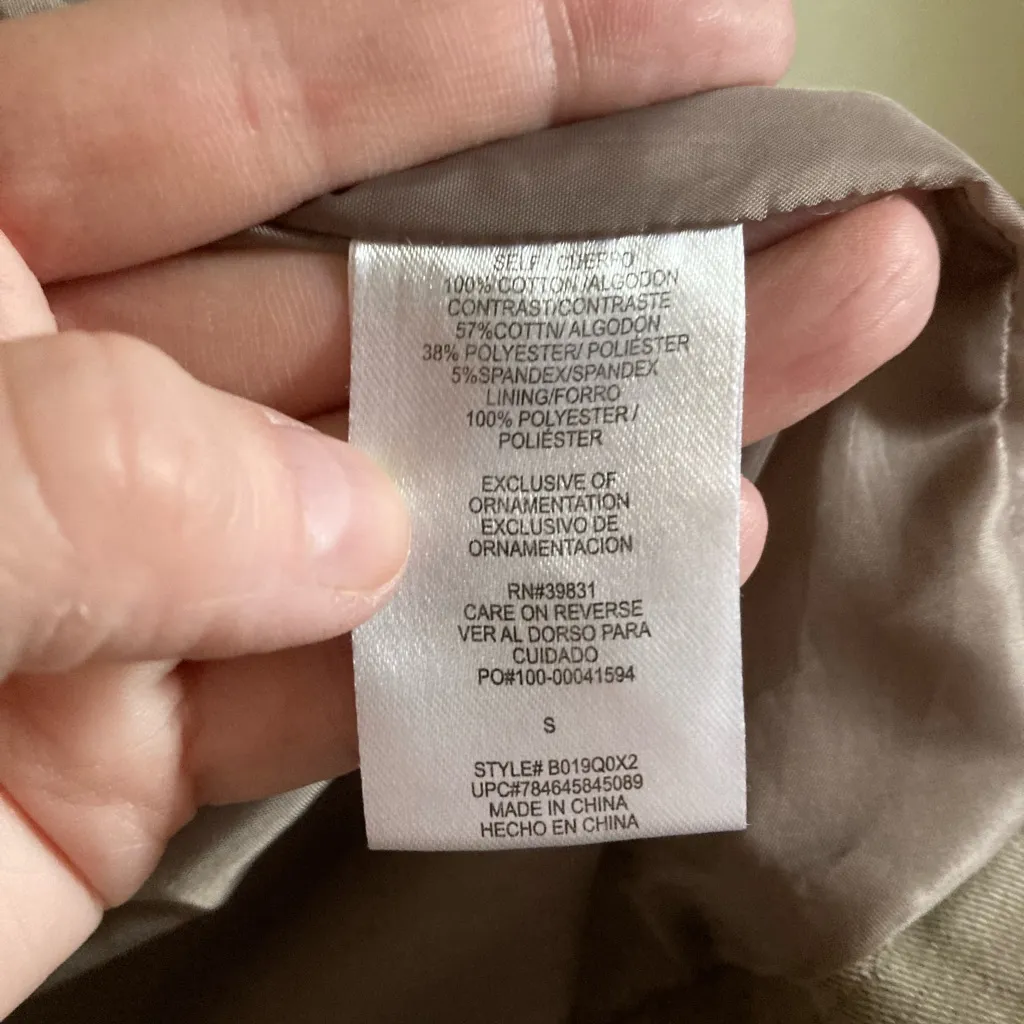 SELF / CUERPO
100% COTTON /ALGODON
CONTRAST/CONTRASTE
57%COTTN/ ALGODON
38% POLYESTER/ POLIÉSTER
5%SPANDEX/SPANDEX
LINING/FORRO
100% POLYESTER /
POLIÉSTER
EXCLUSIVE OF
ORNAMENTATION
EXCLUSIVO DE
ORNAMENTACION
RN#39831
CARE ON REVERSE
VER AL DORSO PARA
CUIDADO
PO#100-00041594
S
STYLE# B019Q0X2
UPC#784645845089
MADE IN CHINA
HECHO EN CHINA